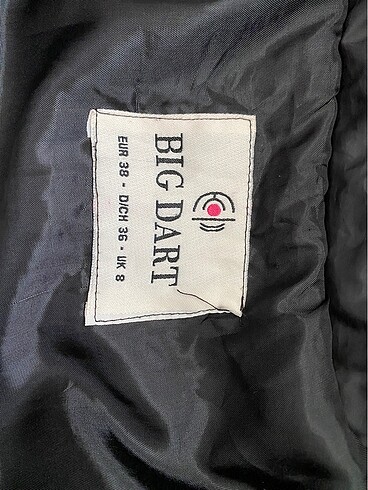 BIG DART
EUR 38 - D/CH 36 - UK 8